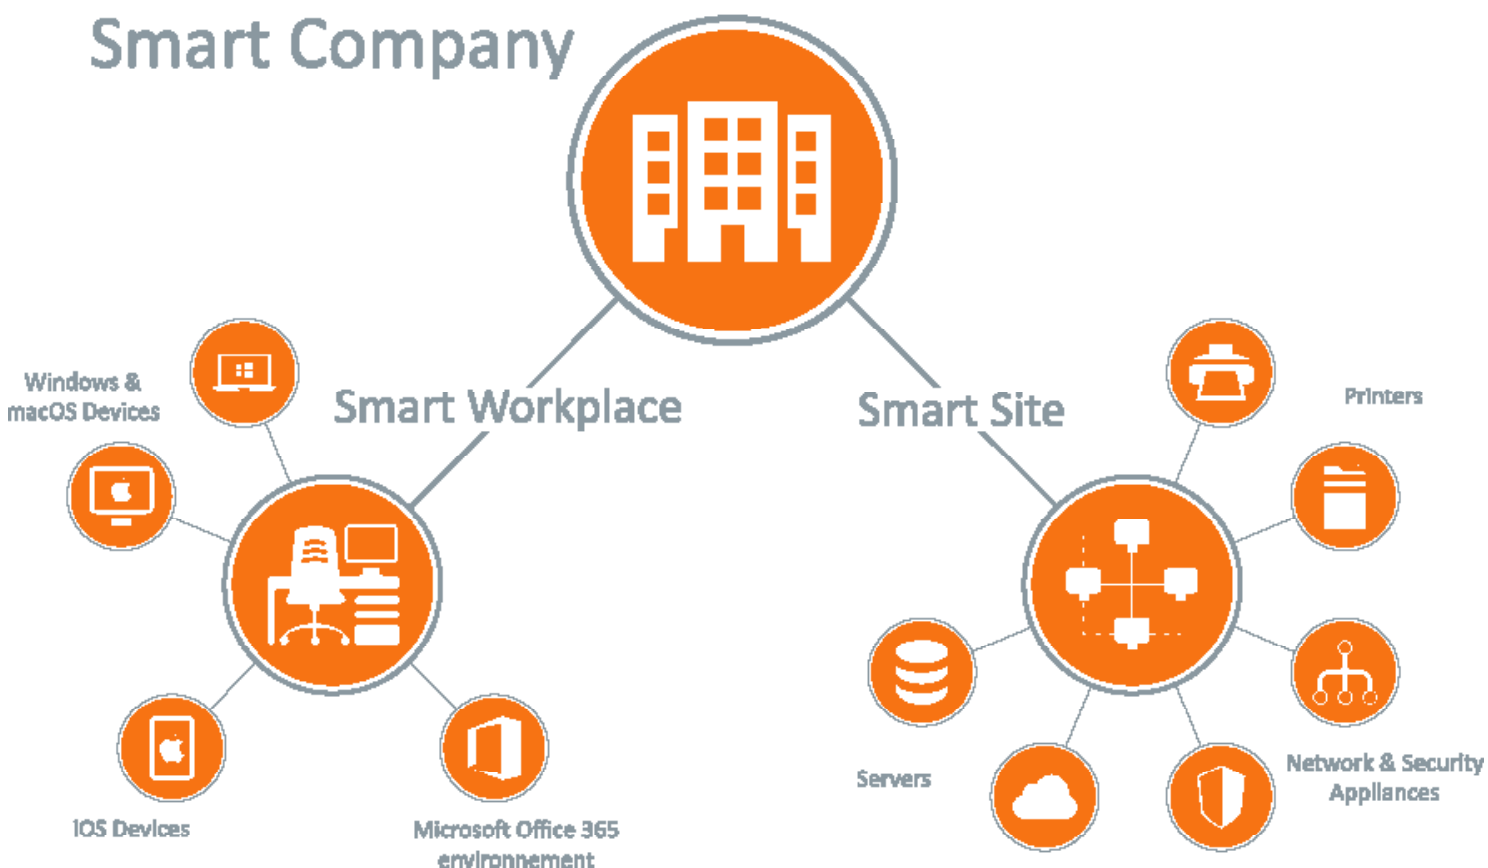 Smart Company
Windows &
macOS Devices
Smart Workplace
Smart Site
Printers
Servers
Network & Security
Appliances
iOS Devices
Microsoft Office 365
environnement